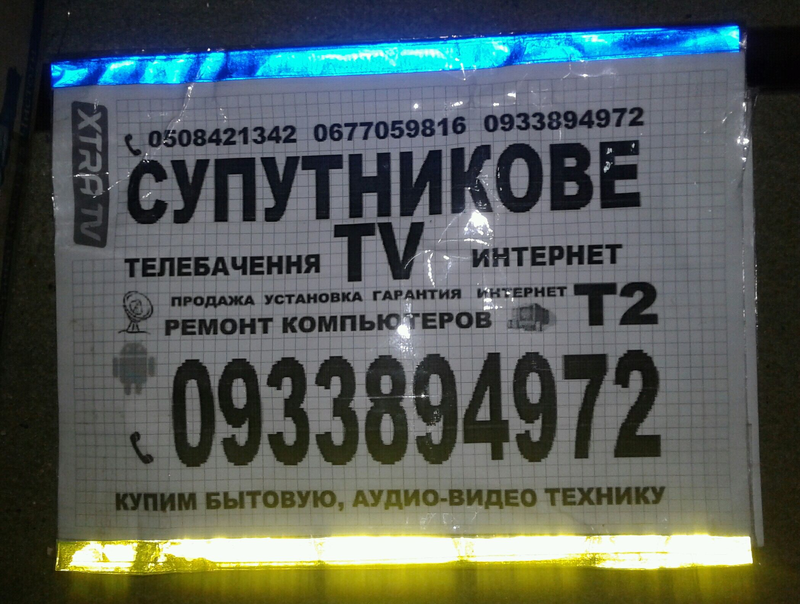 XTRA TV
0508421342 0677059816 0933894972
СУПУТНИКОВЕ
ТЕЛЕБАЧЕННЯ TV ИНТЕРНЕТ
ПРОДАЖА УСТАНОВКА ГАРАНТИЯ ИНТЕРНЕТ Т2
РЕМОНТ КОМПЬЮТЕРОВ
0933894972
КУПИМ БЫТОВУЮ, АУДИО-ВИДЕО ТЕХНИКУ